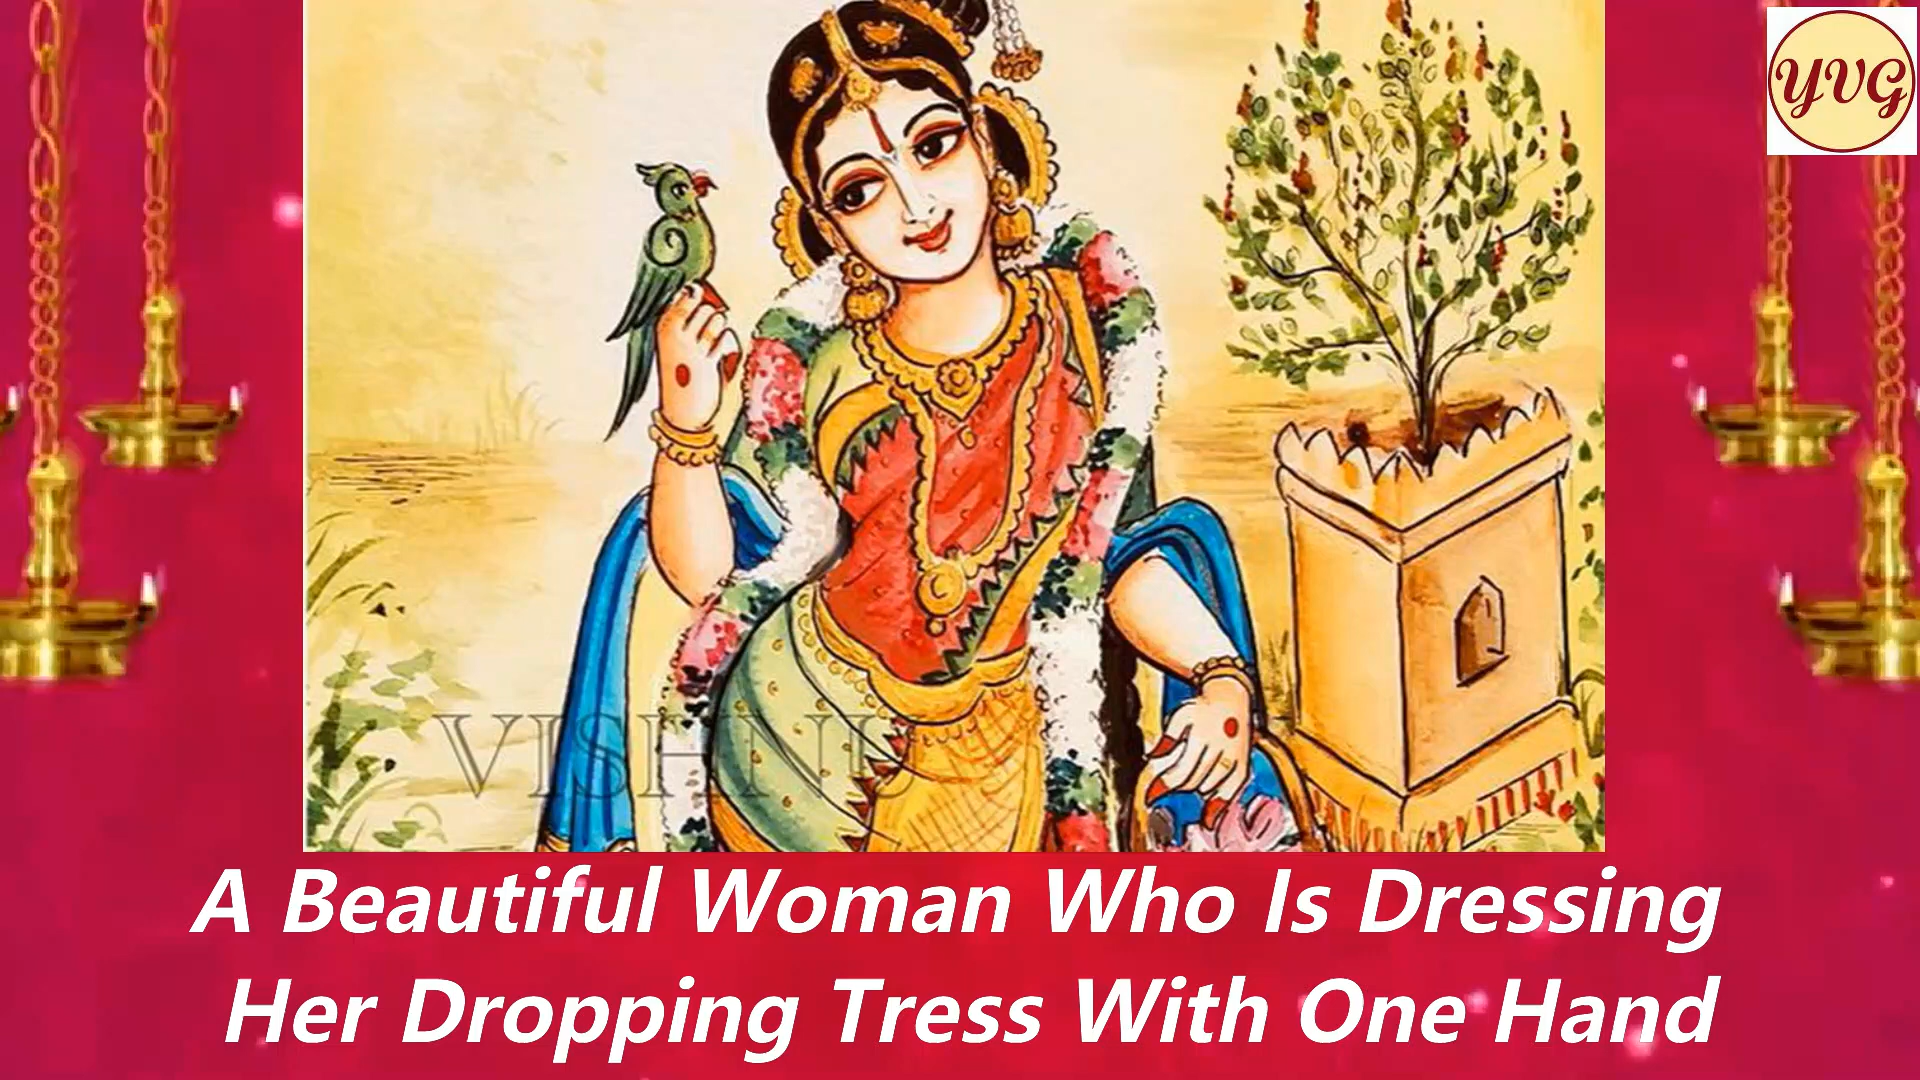 YVG
VISHNU
A Beautiful Woman Who Is Dressing
Her Dropping Tress With One Hand